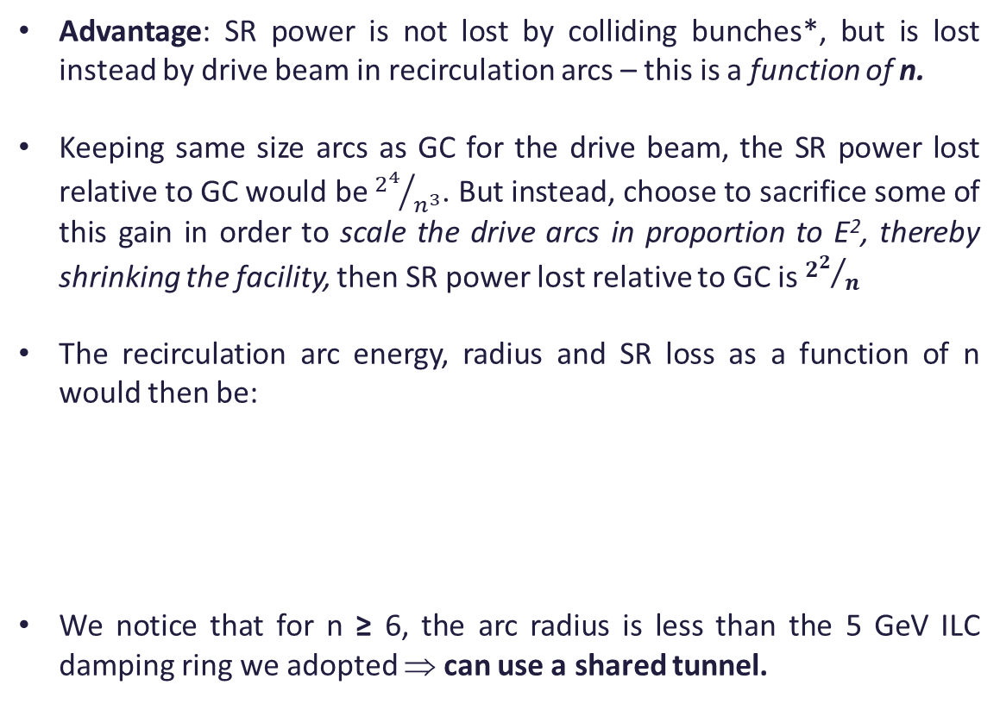 • Advantage: SR power is not lost by colliding bunches*, but is lost
instead by drive beam in recirculation arcs – this is a function of n.
• Keeping same size arcs as GC for the drive beam, the SR power lost
relative to GC would be 2⁴/n³. But instead, choose to sacrifice some of
this gain in order to scale the drive arcs in proportion to E², thereby
shrinking the facility, then SR power lost relative to GC is 2²/n
• The recirculation arc energy, radius and SR loss as a function of n
would then be:
• We notice that for n ≥ 6, the arc radius is less than the 5 GeV ILC
damping ring we adopted ⇒ can use a shared tunnel.